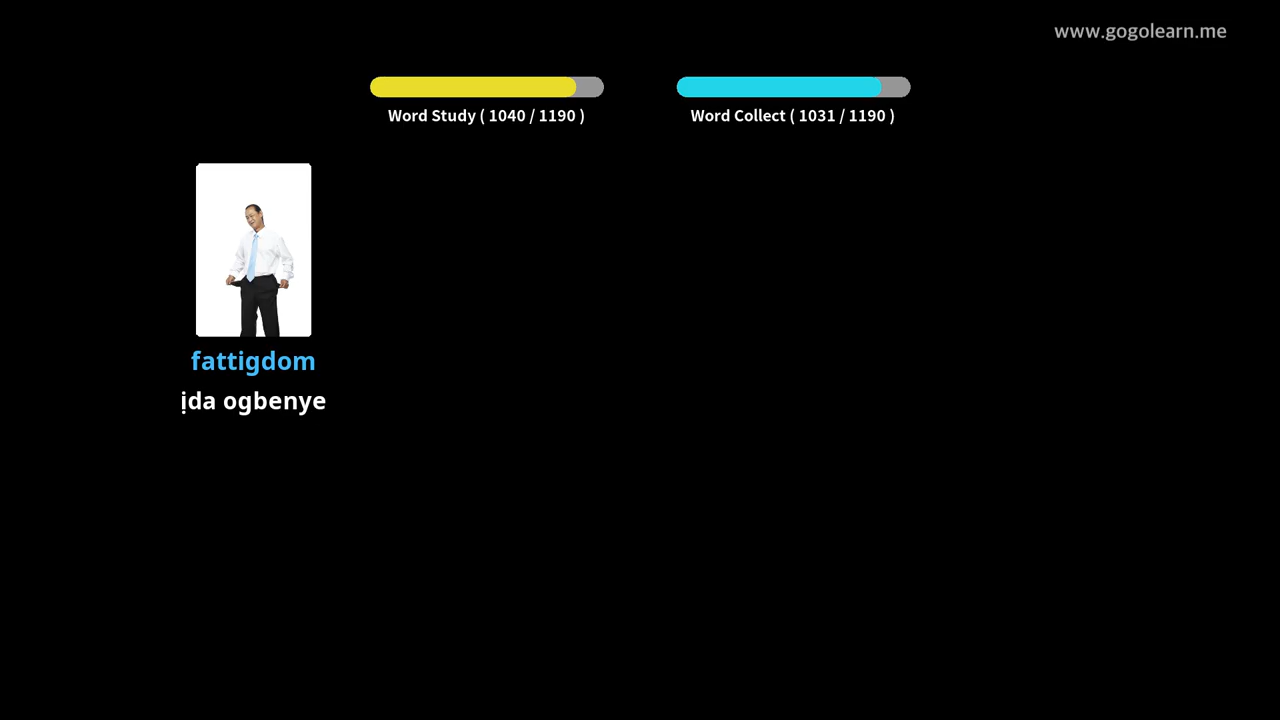 www.gogolearn.me
Word Study ( 1040 / 1190 )
Word Collect ( 1031 / 1190 )
fattigdom
ịda ogbenye